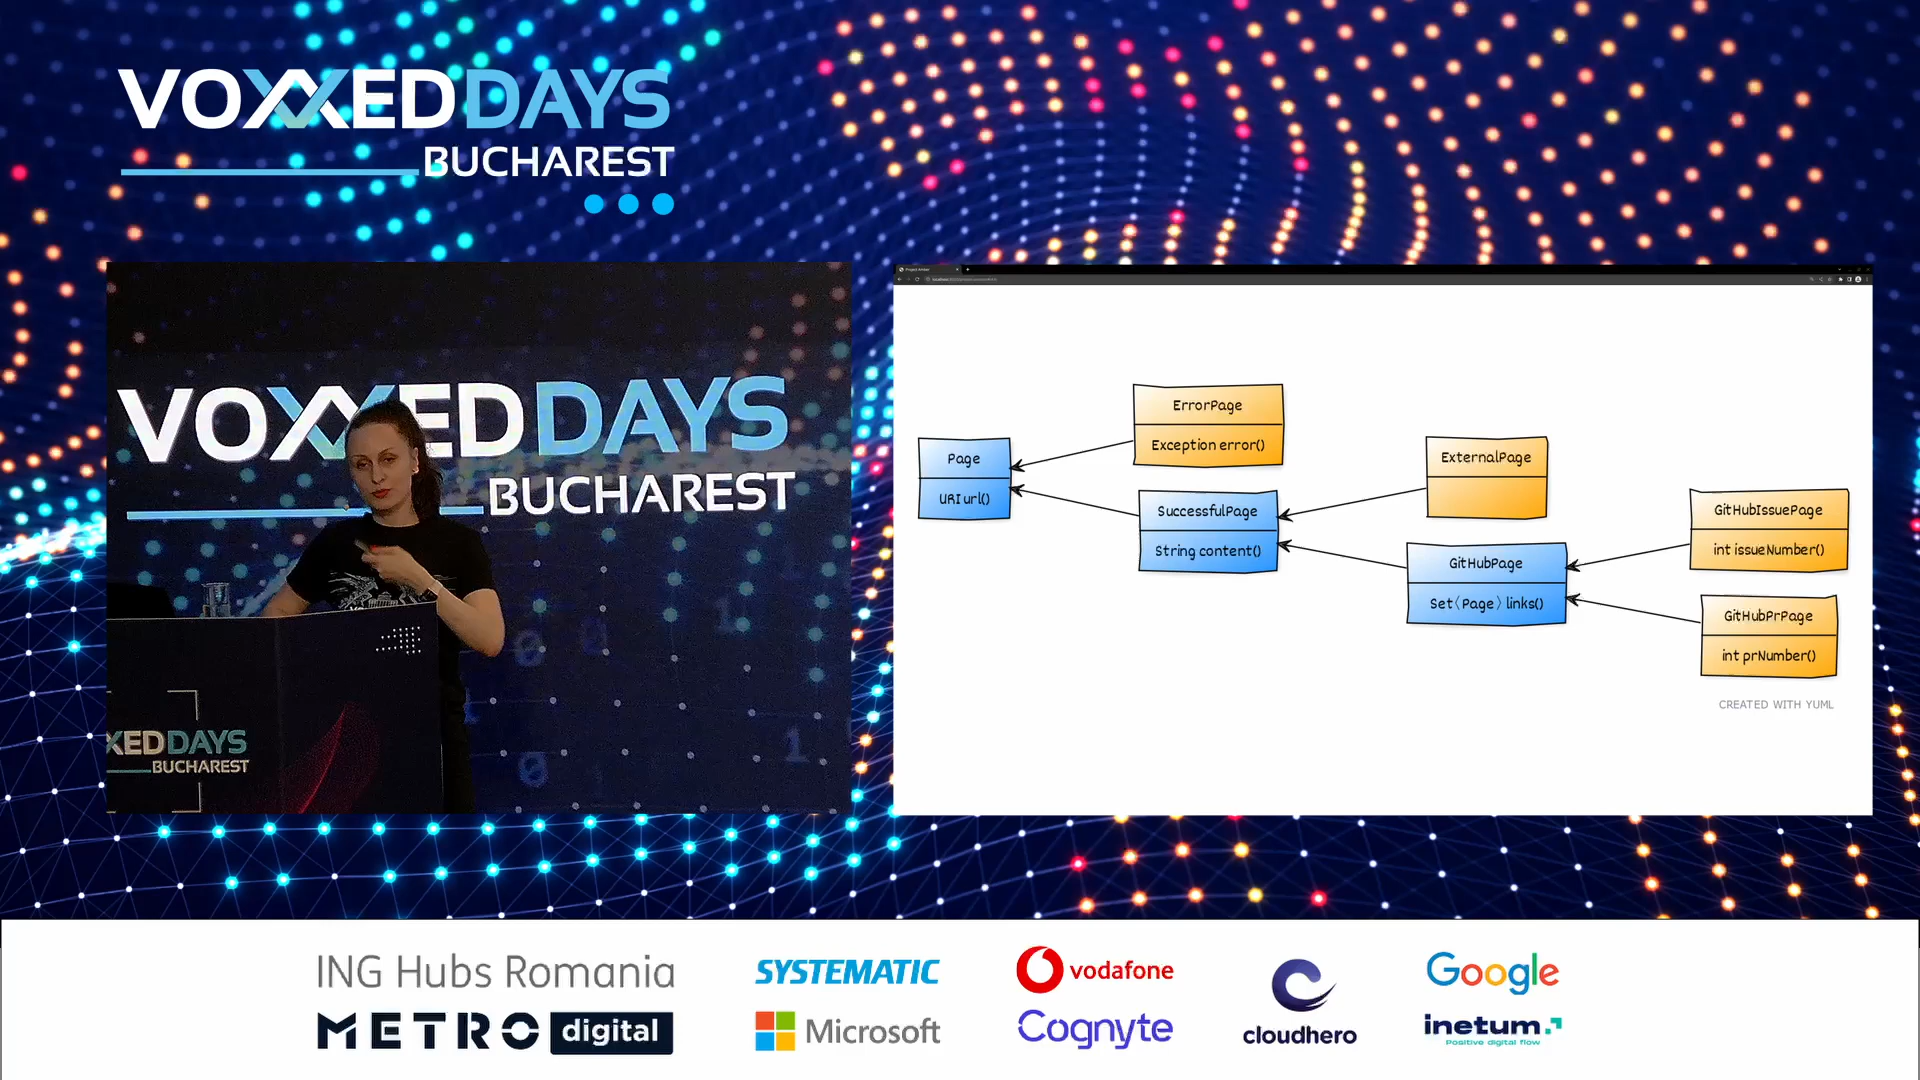 VOXXEDDAYS
BUCHAREST
VOXXEDDAYS
BUCHAREST
XEDDAYS
BUCHAREST
ErrorPage
Exception error()
Page
URI url()
ExternalPage
SuccessfulPage
String content()
GitHubIssuePage
int issueNumber()
GitHubPage
Set〈Page〉links()
GitHubPrPage
int prNumber()
CREATED WITH YUML
ING Hubs Romania
METRO digital
SYSTEMATIC
Microsoft
vodafone
Cognyte
cloudhero
Google
inetum
Positive digital flow